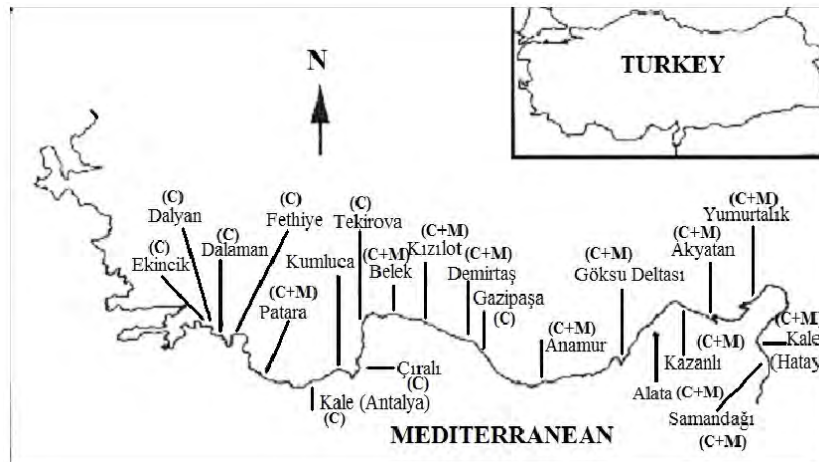 TURKEY
N
(C)
Dalyan
(C)
Fethiye
(C)
Tekirova
(C)
Ekincik
(C)
Dalaman
Kumluca
(C+M)
Patara
(C+M)
Belek
(C+M)
Kızılot
(C+M)
Demirtaş
Gazipaşa
(C)
(C+M)
Anamur
(C+M)
Göksu Deltası
(C+M)
Akyatan
(C+M)
Yumurtalık
(C+M)
Kale
(Hatay
Kazanlı
(C+M)
Alata (C+M)
Samandağı
(C+M)
Çıralı
(C)
Kale (Antalya)
(C)
MEDITERRANEAN